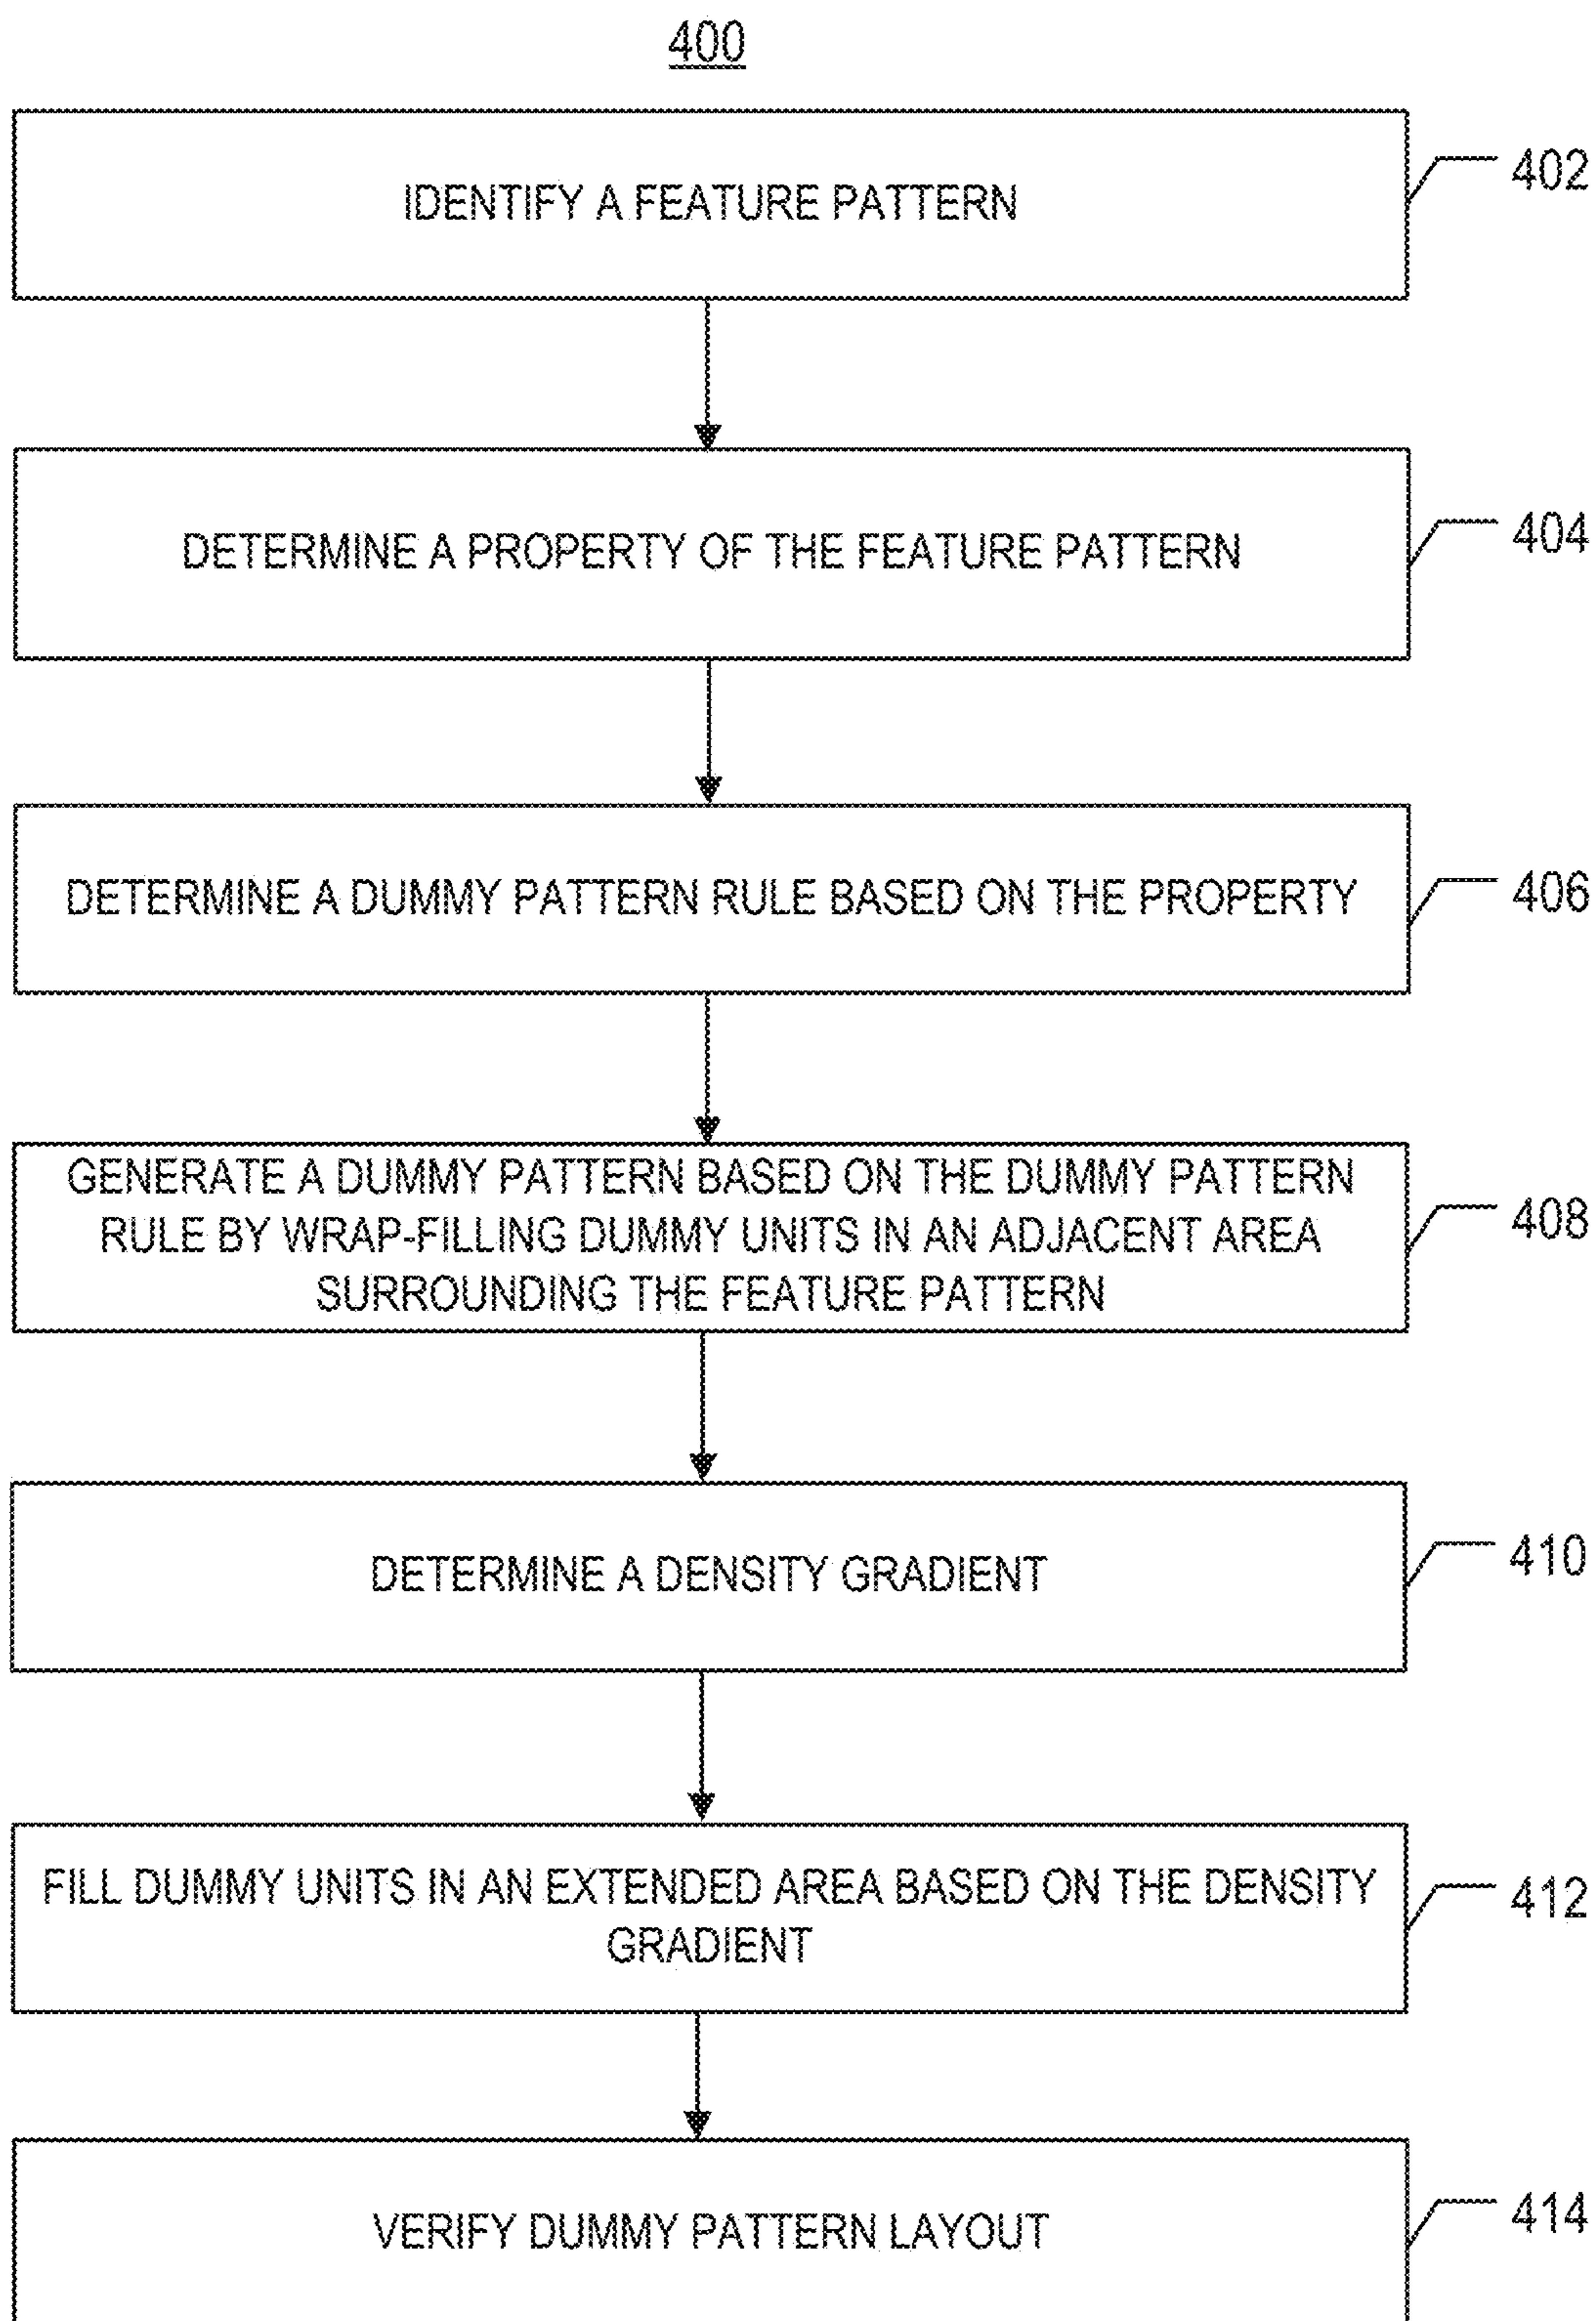 400
IDENTIFY A FEATURE PATTERN
402
DETERMINE A PROPERTY OF THE FEATURE PATTERN
404
DETERMINE A DUMMY PATTERN RULE BASED ON THE PROPERTY
406
GENERATE A DUMMY PATTERN BASED ON THE DUMMY PATTERN
RULE BY WRAP-FILLING DUMMY UNITS IN AN ADJACENT AREA
SURROUNDING THE FEATURE PATTERN
408
DETERMINE A DENSITY GRADIENT
410
FILL DUMMY UNITS IN AN EXTENDED AREA BASED ON THE DENSITY
GRADIENT
412
VERIFY DUMMY PATTERN LAYOUT
414